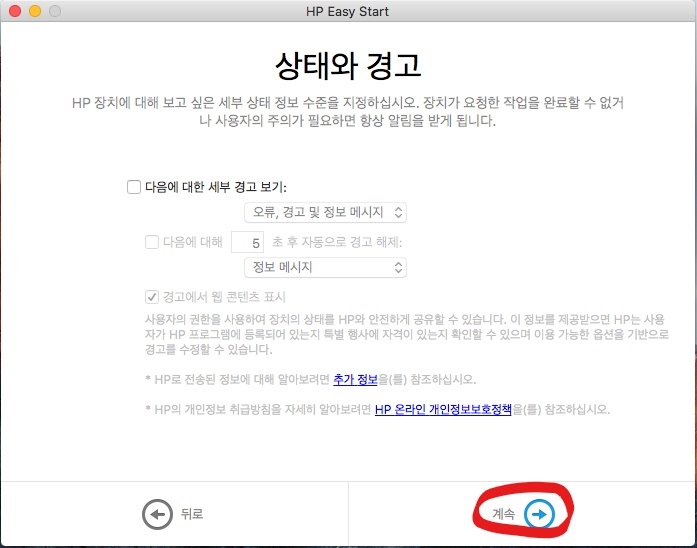 HP Easy Start
상태와 경고
HP 장치에 대해 보고 싶은 세부 상태 정보 수준을 지정하십시오. 장치가 요청한 작업을 완료할 수 없거
나 사용자의 주의가 필요하면 항상 알림을 받게 됩니다.
다음에 대한 세부 경고 보기:
오류, 경고 및 정보 메시지
다음에 대해 5 초 후 자동으로 경고 해제:
정보 메시지
경고에서 웹 콘텐츠 표시
사용자의 권한을 사용하여 장치의 상태를 HP와 안전하게 공유할 수 있습니다. 이 정보를 제공받으면 HP는 사용
자가 HP 프로그램에 등록되어 있는지 특별 행사에 자격이 있는지 확인할 수 있으며 이용 가능한 옵션을 기반으로
경고를 수정할 수 있습니다.
* HP로 전송된 정보에 대해 알아보려면 추가 정보을(를) 참조하십시오.
* HP의 개인정보 취급방침을 자세히 알아보려면 HP 온라인 개인정보보호정책을(를) 참조하십시오.
뒤로
계속